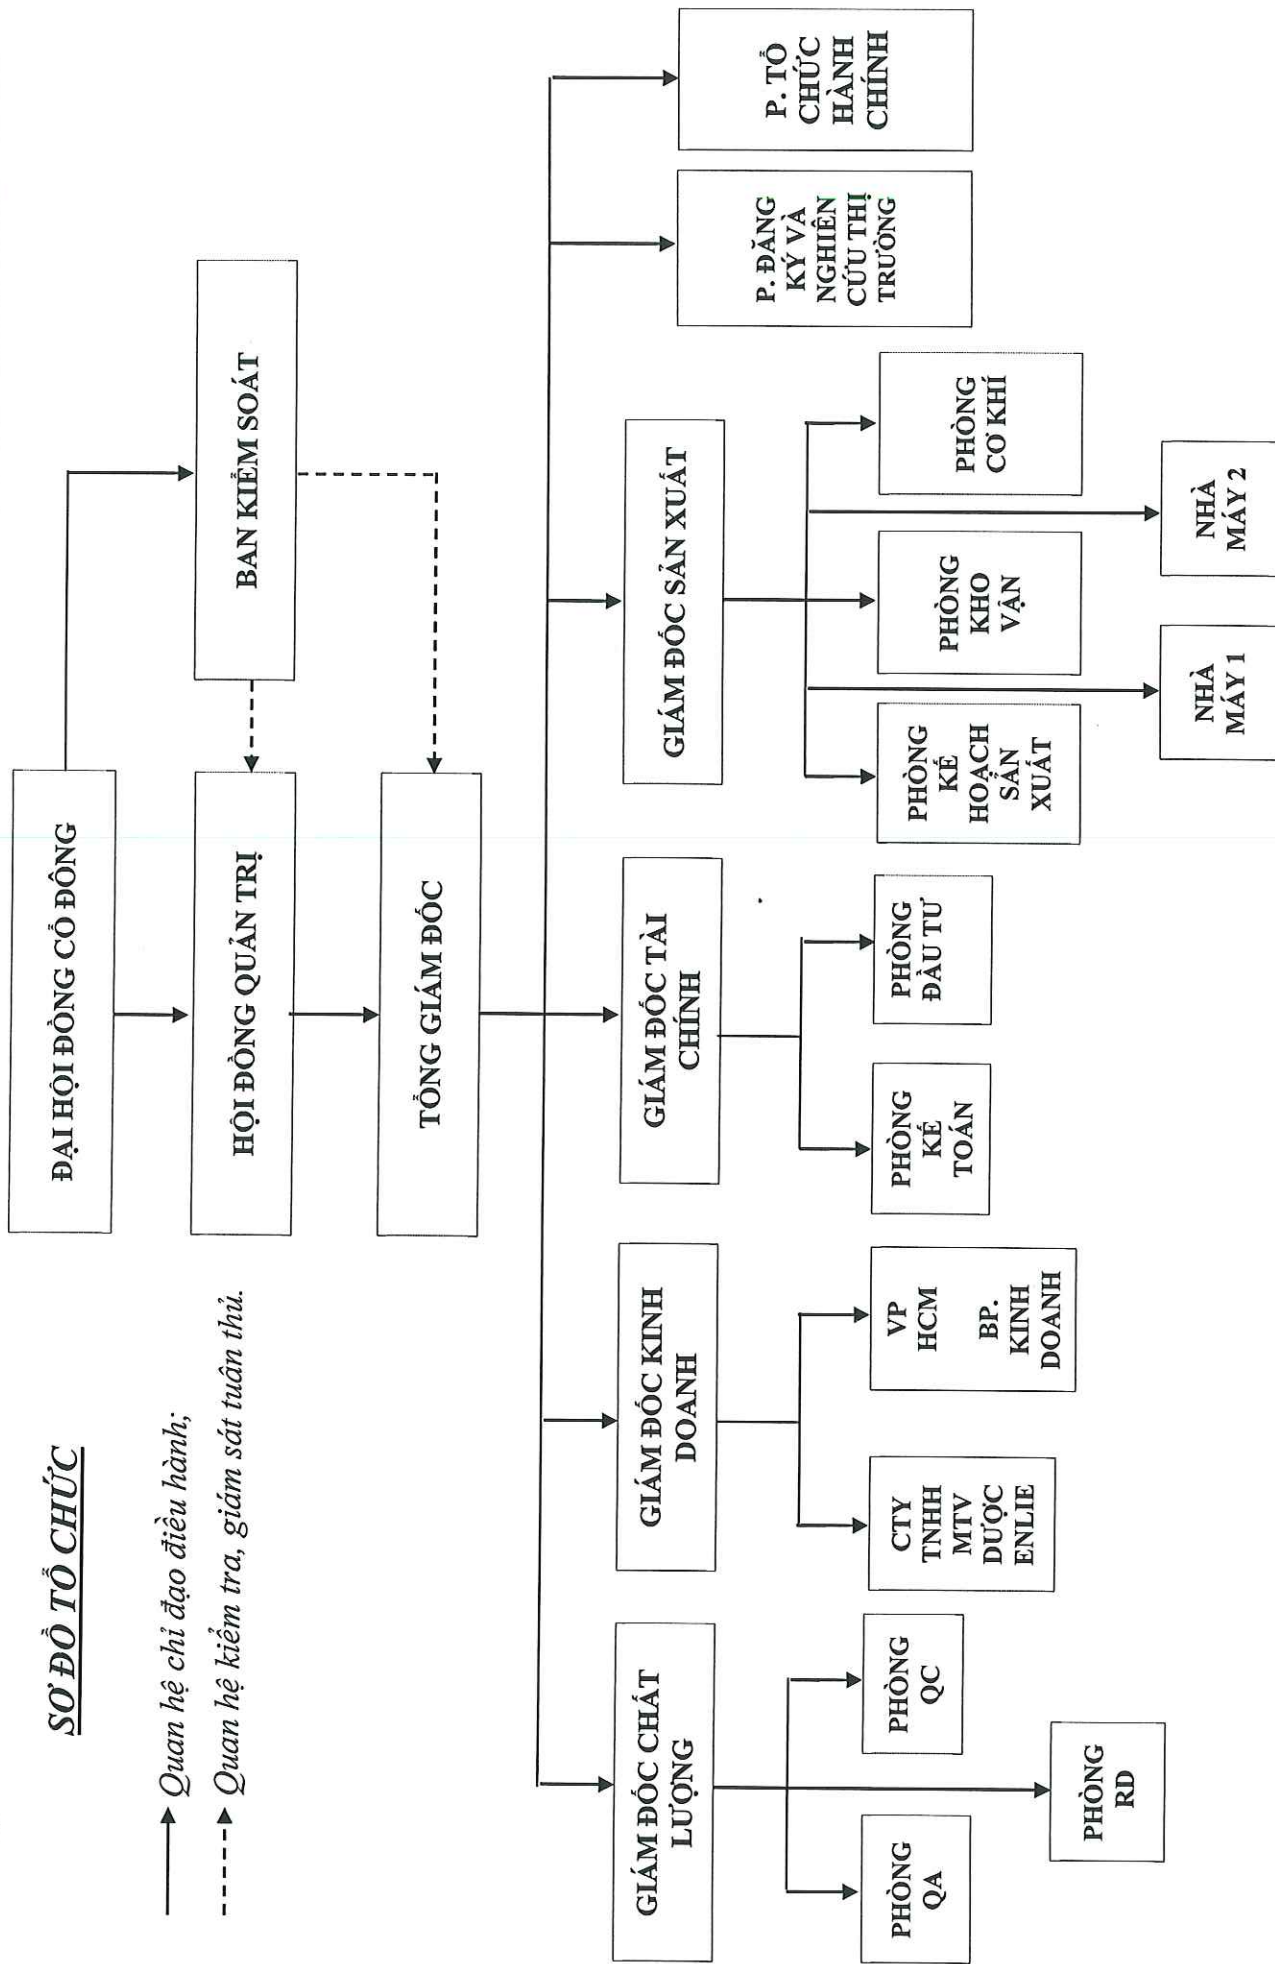 SƠ ĐỒ TỔ CHỨC
Quan hệ chỉ đạo điều hành;
Quan hệ kiểm tra, giám sát tuân thủ.
ĐẠI HỘI ĐỒNG CỔ ĐÔNG
HỘI ĐỒNG QUẢN TRỊ
BAN KIỂM SOÁT
TỔNG GIÁM ĐỐC
GIÁM ĐỐC CHẤT
LƯỢNG
GIÁM ĐỐC KINH
DOANH
GIÁM ĐỐC TÀI
CHÍNH
GIÁM ĐỐC SẢN XUẤT
P. ĐĂNG
KÝ VÀ
NGHIÊN
CỨU THỊ
TRƯỜNG
P. TỔ
CHỨC
HÀNH
CHÍNH
PHÒNG
QA
PHÒNG
QC
PHÒNG
RD
CTY
TNHH
MTV
DƯỢC
ENLIE
VP
HCM
BP.
KINH
DOANH
PHÒNG
KẾ
TOÁN
PHÒNG
ĐẦU TƯ
PHÒNG
KẾ
HOẠCH
SẢN
XUẤT
PHÒNG
KHO
VẬN
PHÒNG
CƠ KHÍ
NHÀ
MÁY 1
NHÀ
MÁY 2